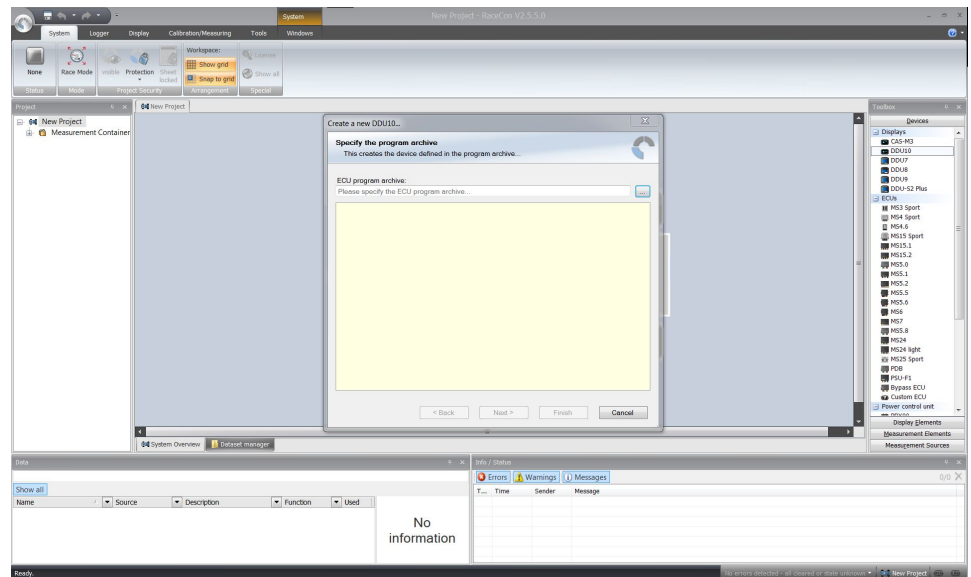 System
New Project - RaceCon V2.5.5.0
System Logger Display Calibration/Measuring Tools Windows
None
Race Mode
visible
Protection
Sheet locked
Workspace:
Show grid
Snap to grid
License
Show all
Status Mode Project Security Arrangement Special
Project
New Project
Measurement Container
New Project
Create a new DDU10...
Specify the program archive
This creates the device defined in the program archive...
ECU program archive:
Please specify the ECU program archive...
...
< Back Next > Finish Cancel
System Overview Dataset manager
Toolbox
Devices
Displays
CAS-M3
DDU10
DDU7
DDU8
DDU9
DDU-S2 Plus
ECUs
MS3 Sport
MS4 Sport
MS4.6
MS15 Sport
MS15.1
MS15.2
MS5.0
MS5.1
MS5.2
MS5.5
MS5.6
MS6
MS7
MS5.8
MS24
MS24 light
MS25 Sport
PDB
PSU-F1
Bypass ECU
Custom ECU
Power control unit
Display Elements
Measurement Elements
Measurement Sources
Data
Show all
Name Source Description Function Used
No
information
Info / Status
Errors Warnings Messages 0/0
T... Time Sender Message
Ready.
No errors detected - all cleared or state unknown New Project